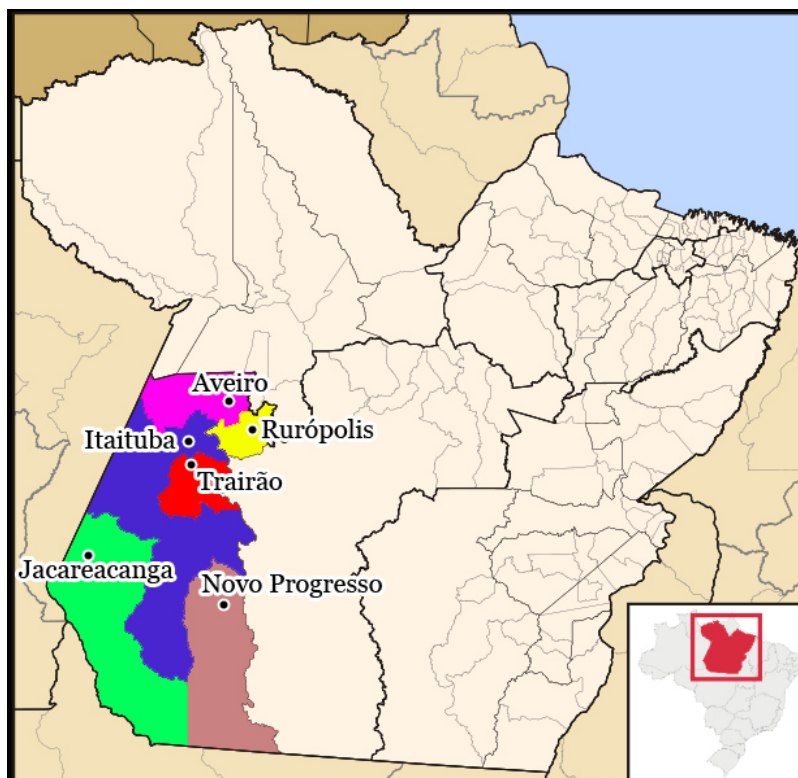 Aveiro
Rurópolis
Itaituba
Trairão
Jacareacanga
Novo Progresso